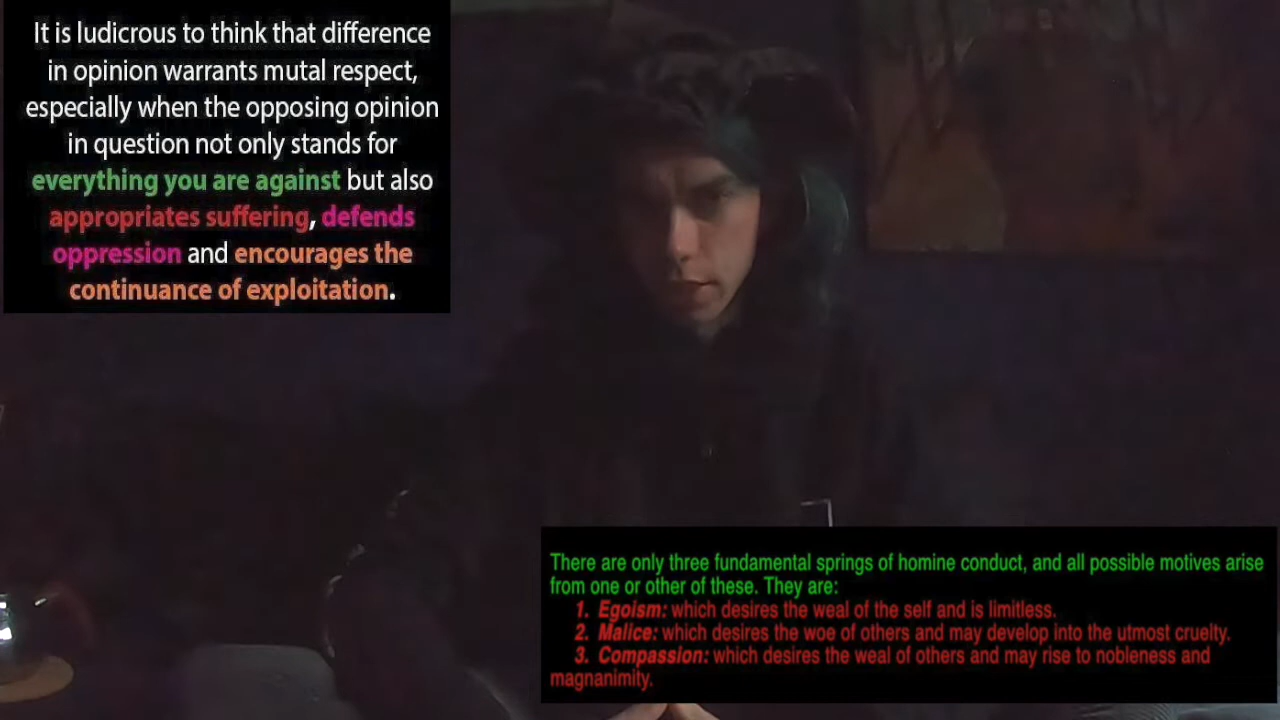 It is ludicrous to think that difference
in opinion warrants mutal respect,
especially when the opposing opinion
in question not only stands for
everything you are against but also
appropriates suffering, defends
oppression and encourages the
continuance of exploitation.
There are only three fundamental springs of homine conduct, and all possible motives arise
from one or other of these. They are:
1. Egoism: which desires the weal of the self and is limitless.
2. Malice: which desires the woe of others and may develop into the utmost cruelty.
3. Compassion: which desires the weal of others and may rise to nobleness and
magnanimity.